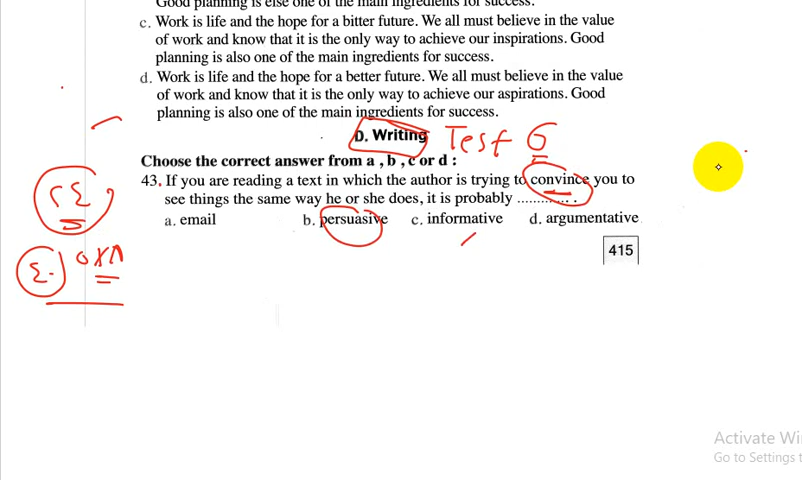 Good planning is else one of the main ingredients for success.
c. Work is life and the hope for a bitter future. We all must believe in the value
of work and know that it is the only way to achieve our inspirations. Good
planning is also one of the main ingredients for success.
d. Work is life and the hope for a better future. We all must believe in the value
of work and know that it is the only way to achieve our aspirations. Good
planning is also one of the main ingredients for success.
D. Writing Test 6
Choose the correct answer from a , b , c or d :
43. If you are reading a text in which the author is trying to convince you to
see things the same way he or she does, it is probably ............. .
a. email b. persuasive c. informative d. argumentative
415
٤٠ ٥×٨
Activate Wi
Go to Settings t